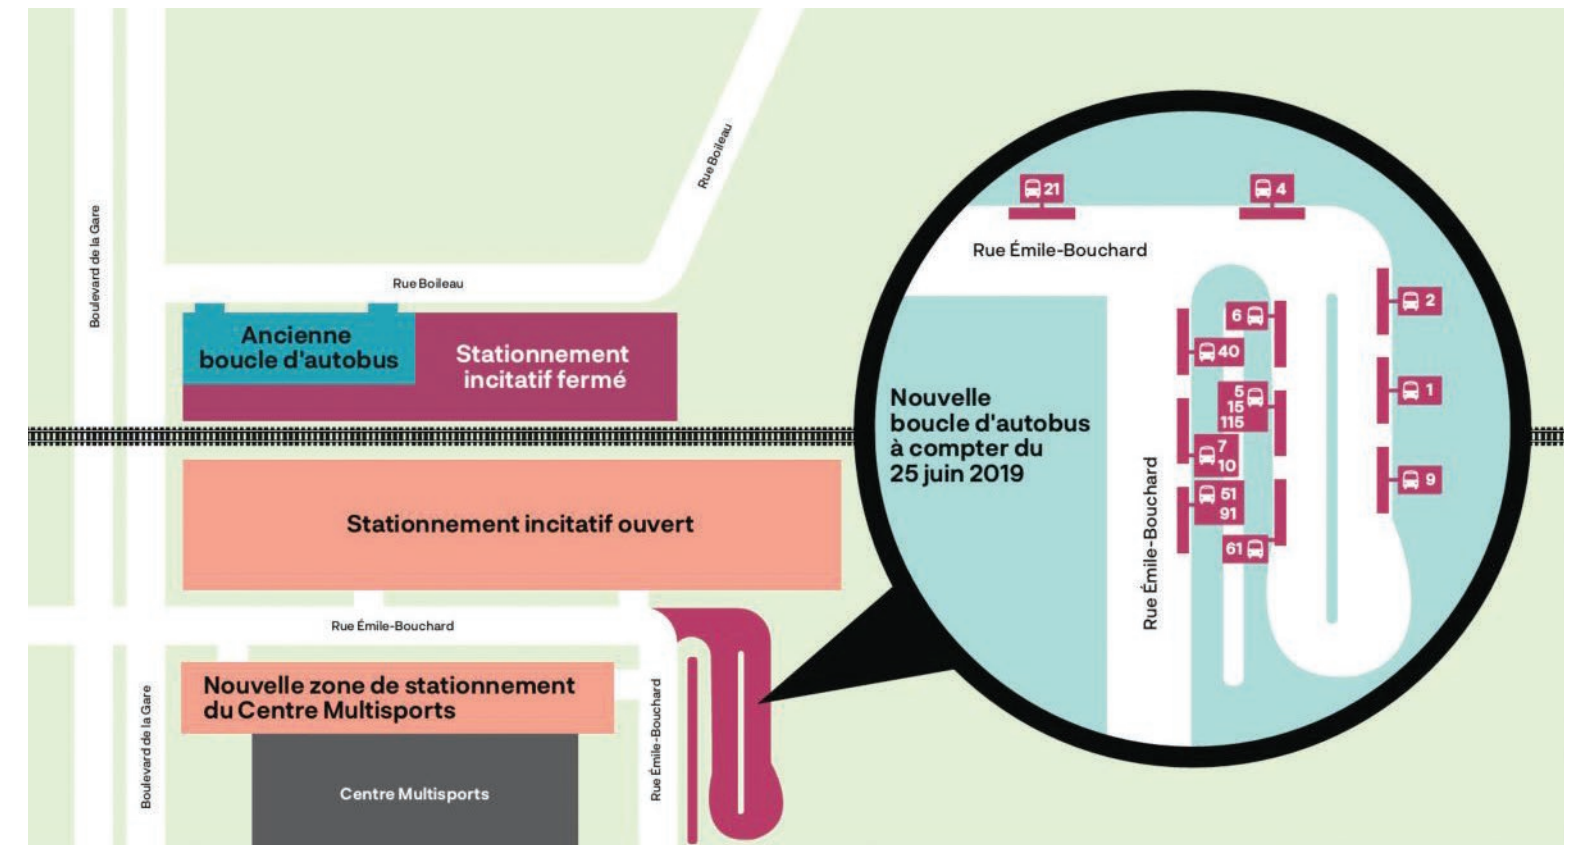 Boulevard de la Gare
Rue Boileau
Rue Boileau
Ancienne
boucle d'autobus
Stationnement
incitatif fermé
Stationnement incitatif ouvert
Rue Émile-Bouchard
Nouvelle zone de stationnement
du Centre Multisports
Boulevard de la Gare
Centre Multisports
Rue Émile-Bouchard
21
4
Rue Émile-Bouchard
Nouvelle
boucle d'autobus
à compter du
25 juin 2019
Rue Émile-Bouchard
40
7
10
51
91
6
5
15
115
61
2
1
9